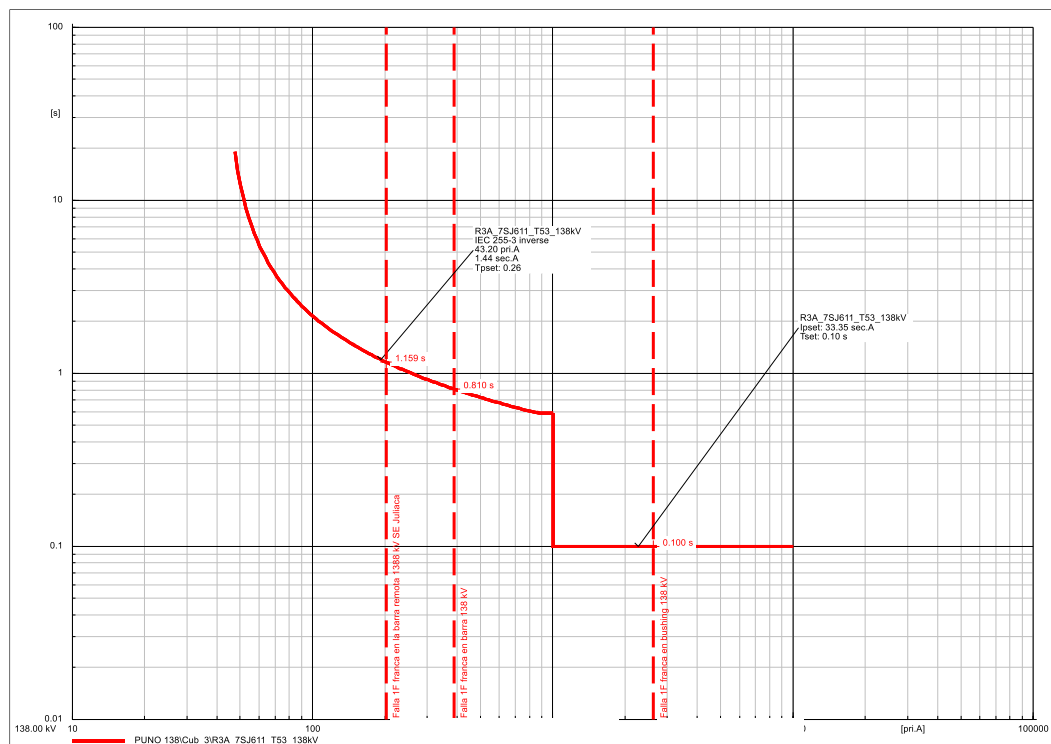 100
[s]
10
R3A_7SJ611_T53_138kV
IEC 255-3 inverse
43.20 pri.A
1.44 sec.A
Tpset: 0.26
R3A_7SJ611_T53_138kV
Ipset: 33.35 sec.A
Tset: 0.10 s
1
1.159 s
0.810 s
0.1
0.100 s
Falla 1F franca en la barra remota 1388 kV SE Juliaca
Falla 1F franca en barra 138 kV
Falla 1F franca en bushing 138 kV
0.01
138.00 kV
10
100
[pri.A]
100000
PUNO 138\Cub_3\R3A_7SJ611_T53_138kV